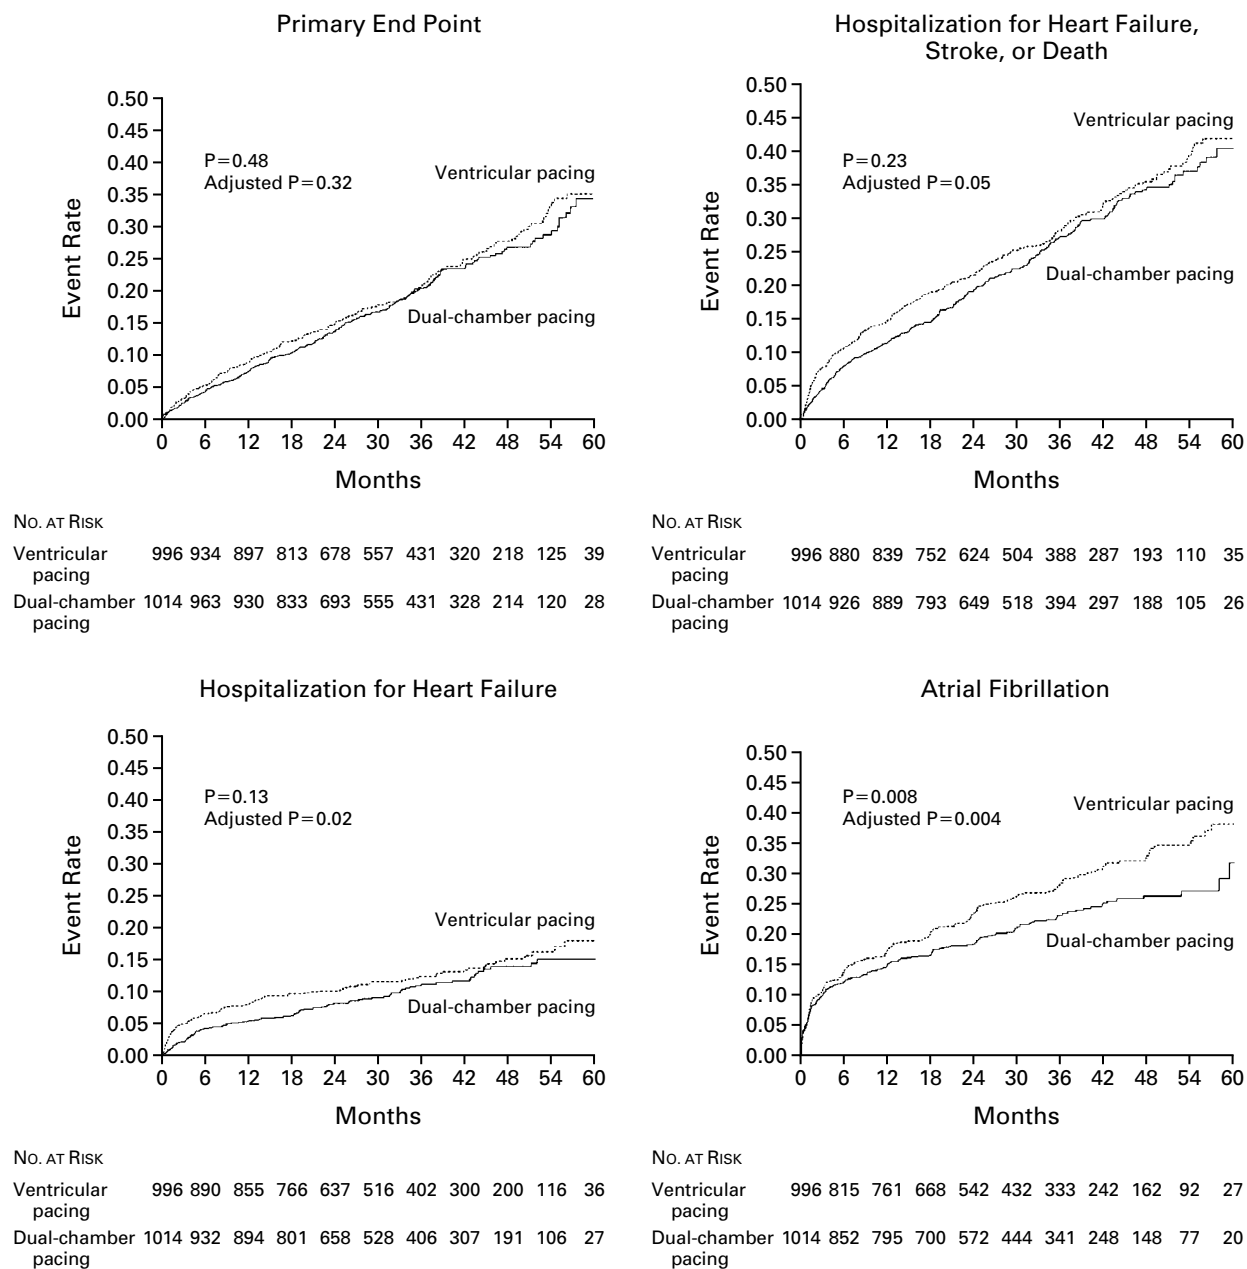 Primary End Point
0.50
0.45
0.40
0.35
0.30
0.25
0.20
0.15
0.10
0.05
0.00
Event Rate
P=0.48
Adjusted P=0.32
Ventricular pacing
Dual-chamber pacing
0 6 12 18 24 30 36 42 48 54 60
Months
NO. AT RISK
Ventricular 996 934 897 813 678 557 431 320 218 125 39
pacing
Dual-chamber 1014 963 930 833 693 555 431 328 214 120 28
pacing
Hospitalization for Heart Failure,
Stroke, or Death
0.50
0.45
0.40
0.35
0.30
0.25
0.20
0.15
0.10
0.05
0.00
Event Rate
P=0.23
Adjusted P=0.05
Ventricular pacing
Dual-chamber pacing
0 6 12 18 24 30 36 42 48 54 60
Months
NO. AT RISK
Ventricular 996 880 839 752 624 504 388 287 193 110 35
pacing
Dual-chamber 1014 926 889 793 649 518 394 297 188 105 26
pacing
Hospitalization for Heart Failure
0.50
0.45
0.40
0.35
0.30
0.25
0.20
0.15
0.10
0.05
0.00
Event Rate
P=0.13
Adjusted P=0.02
Ventricular pacing
Dual-chamber pacing
0 6 12 18 24 30 36 42 48 54 60
Months
NO. AT RISK
Ventricular 996 890 855 766 637 516 402 300 200 116 36
pacing
Dual-chamber 1014 932 894 801 658 528 406 307 191 106 27
pacing
Atrial Fibrillation
0.50
0.45
0.40
0.35
0.30
0.25
0.20
0.15
0.10
0.05
0.00
Event Rate
P=0.008
Adjusted P=0.004
Ventricular pacing
Dual-chamber pacing
0 6 12 18 24 30 36 42 48 54 60
Months
NO. AT RISK
Ventricular 996 815 761 668 542 432 333 242 162 92 27
pacing
Dual-chamber 1014 852 795 700 572 444 341 248 148 77 20
pacing